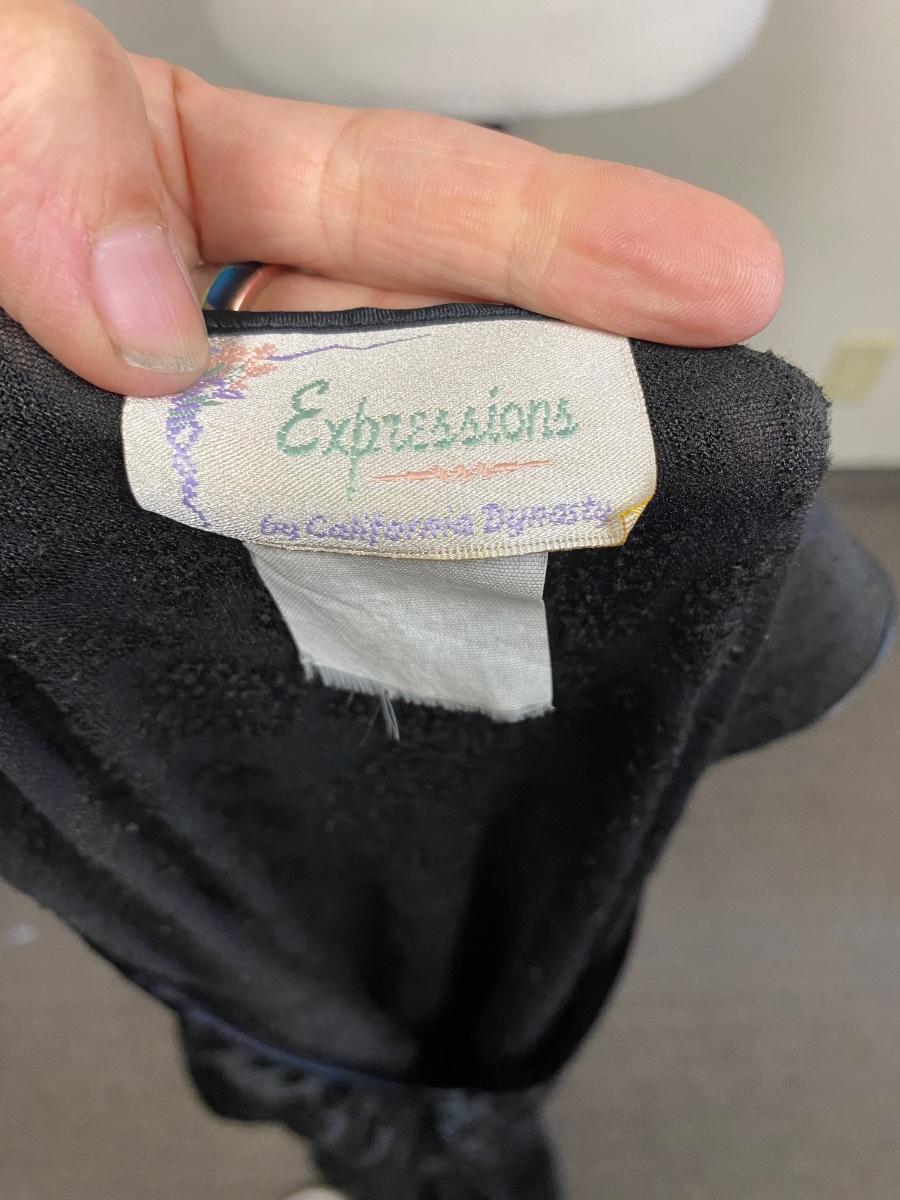 Expressions
by California Dynasty